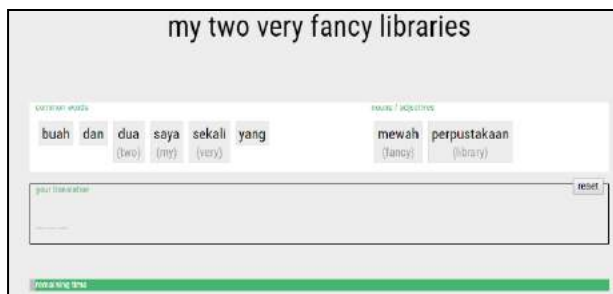 my two very fancy libraries
common words
nouns / adjectives
buah dan dua saya sekali yang
mewah perpustakaan
(two) (my) (very)
(fancy) (library)
your translation
reset
remaining time